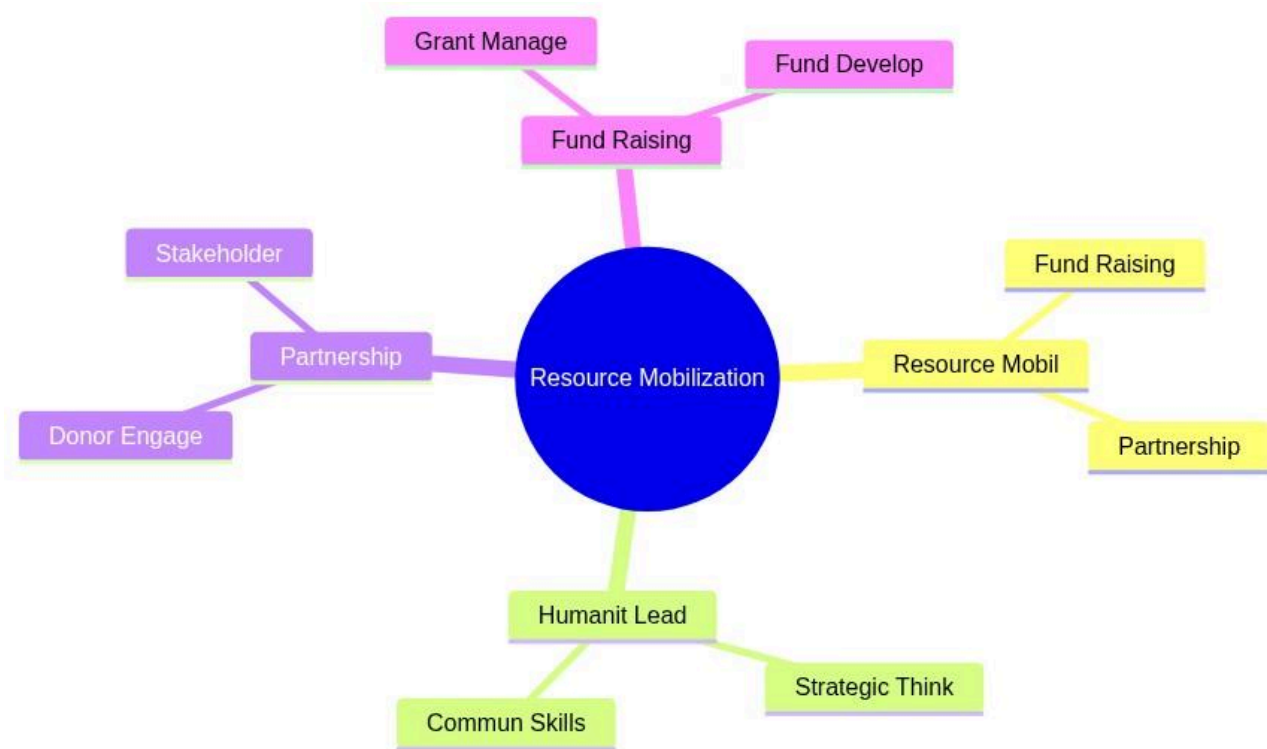 Grant Manage
Fund Develop
Fund Raising
Stakeholder
Fund Raising
Partnership
Resource Mobilization
Resource Mobil
Donor Engage
Partnership
Humanit Lead
Strategic Think
Commun Skills